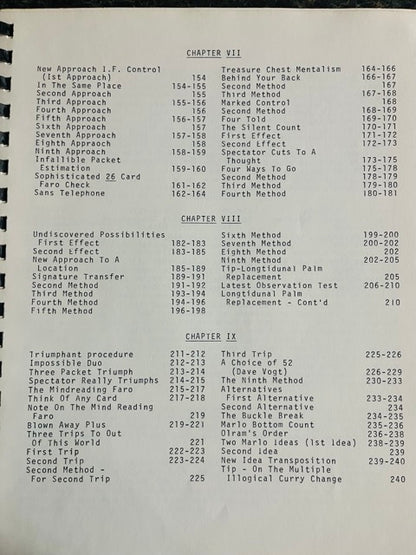 CHAPTER VII
New Approach I.F. Control
(Ist Approach) 154
In The Same Place 154-155
Second Approach 155
Third Approach 155-156
Fourth Approach 156
Fifth Approach 156-157
Sixth Approach 157
Seventh Approach 157-158
Eighth Approach 158
Ninth Approach 158-159
Infallible Packet
Estimation 159-160
Sophisticated 26 Card
Faro Check 161-162
Sans Telephone 162-164
Treasure Chest Mentalism 164-166
Behind Your Back 166-167
Second Method 167
Third Method 167-168
Marked Control 168
Second Method 168-169
Four Told 169-170
The Silent Count 170-171
First Effect 171-172
Second Effect 172-173
Spectator Cuts To A
Thought 173-175
Four Ways To Go 175-178
Second Method 178-179
Third Method 179-180
Fourth Method 180-181
CHAPTER VIII
Undiscovered Possibilities
First Effect 182-183
Second Effect 183-185
New Approach To A
Location 185-189
Signature Transfer 189-191
Second Method 191-192
Third Method 193-194
Fourth Method 194-196
Fifth Method 196-198
Sixth Method 199-200
Seventh Method 200-202
Eighth Method 202
Ninth Method 202-205
Tip-Longtidunal Palm
Replacement 205
Latest Observation Test 206-210
Longtidunal Palm
Replacement - Cont'd 210
CHAPTER IX
Triumphant procedure 211-212
Impossible Duo 212-213
Three Packet Triumph 213-214
Spectator Really Triumphs 214-215
The Mindreading Faro 215-217
Think Of Any Card 217-218
Note On The Mind Reading
Faro 219
Blown Away Plus 219-221
Three Trips To Out
Of This World 221
First Trip 222-223
Second Trip 223-224
Second Method -
For Second Trip 225
Third Trip 225-226
A Choice of 52
(Dave Vogt) 226-229
The Ninth Method 230-233
Alternatives
First Alternative 233-234
Second Alternative 234
The Buckle Break 234-235
Marlo Bottom Count 235-236
Olram's Order 236-238
Two Marlo Ideas (1st Idea) 238-239
Second Idea 239
New Idea Transposition 239-240
Tip - On The Multiple
Illogical Curry Change 240